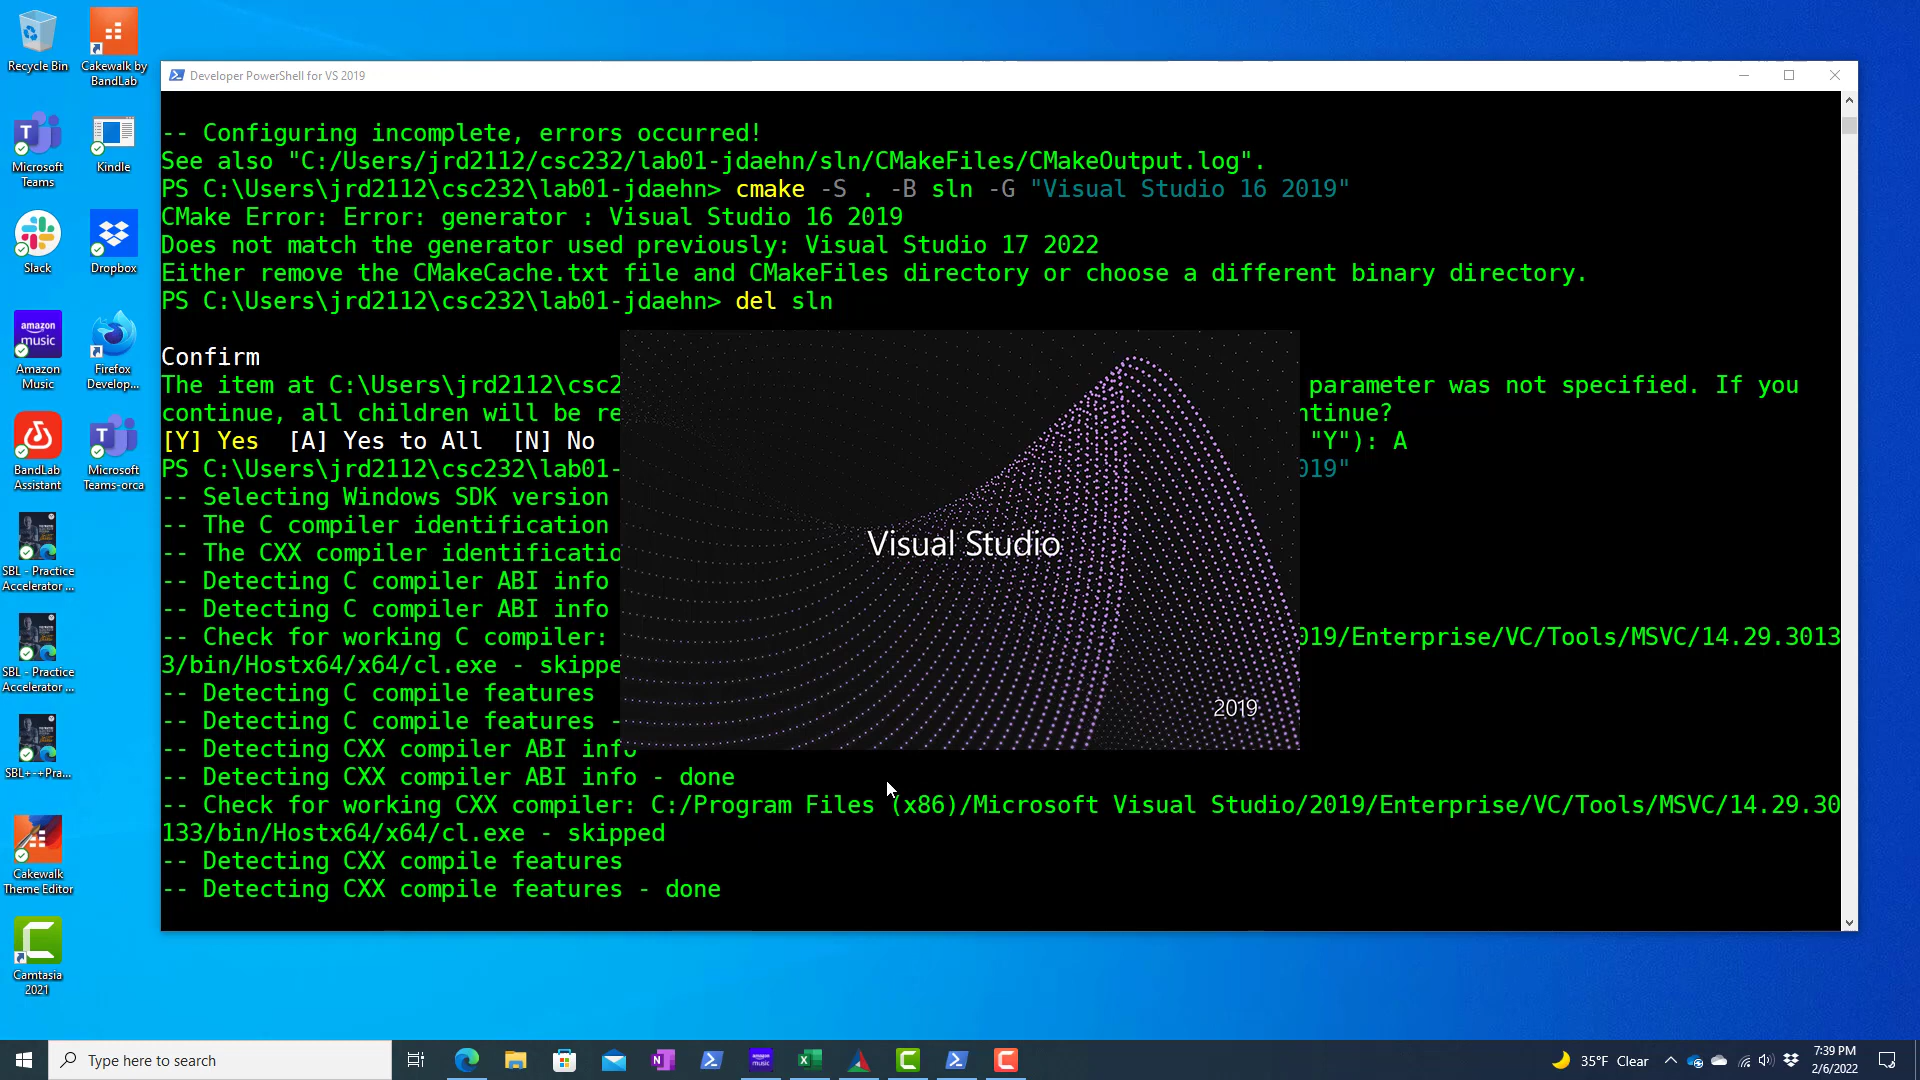 Recycle Bin
Cakewalk by
BandLab
Microsoft
Teams
Kindle
Slack
Dropbox
amazon
music
Amazon
Music
Firefox
Develop...
BandLab
Assistant
Microsoft
Teams-orca
SBL - Practice
Accelerator ...
SBL - Practice
Accelerator ...
SBL+-+Pra...
Cakewalk
Theme Editor
Camtasia
2021
Developer PowerShell for VS 2019
-- Configuring incomplete, errors occurred!
See also "C:/Users/jrd2112/csc232/lab01-jdaehn/sln/CMakeFiles/CMakeOutput.log".
PS C:\Users\jrd2112\csc232\lab01-jdaehn> cmake -S . -B sln -G "Visual Studio 16 2019"
CMake Error: Error: generator : Visual Studio 16 2019
Does not match the generator used previously: Visual Studio 17 2022
Either remove the CMakeCache.txt file and CMakeFiles directory or choose a different binary directory.
PS C:\Users\jrd2112\csc232\lab01-jdaehn> del sln
Confirm
The item at C:\Users\jrd2112\csc2 parameter was not specified. If you
continue, all children will be re ntinue?
[Y] Yes [A] Yes to All [N] No "Y"): A
PS C:\Users\jrd2112\csc232\lab01- 019"
-- Selecting Windows SDK version
-- The C compiler identification
-- The CXX compiler identificatio
-- Detecting C compiler ABI info
-- Detecting C compiler ABI info
-- Check for working C compiler: 019/Enterprise/VC/Tools/MSVC/14.29.3013
3/bin/Hostx64/x64/cl.exe - skippe
-- Detecting C compile features
-- Detecting C compile features -
-- Detecting CXX compiler ABI info
-- Detecting CXX compiler ABI info - done
-- Check for working CXX compiler: C:/Program Files (x86)/Microsoft Visual Studio/2019/Enterprise/VC/Tools/MSVC/14.29.30
133/bin/Hostx64/x64/cl.exe - skipped
-- Detecting CXX compile features
-- Detecting CXX compile features - done
Visual Studio
2019
Type here to search
35°F Clear
7:39 PM
2/6/2022